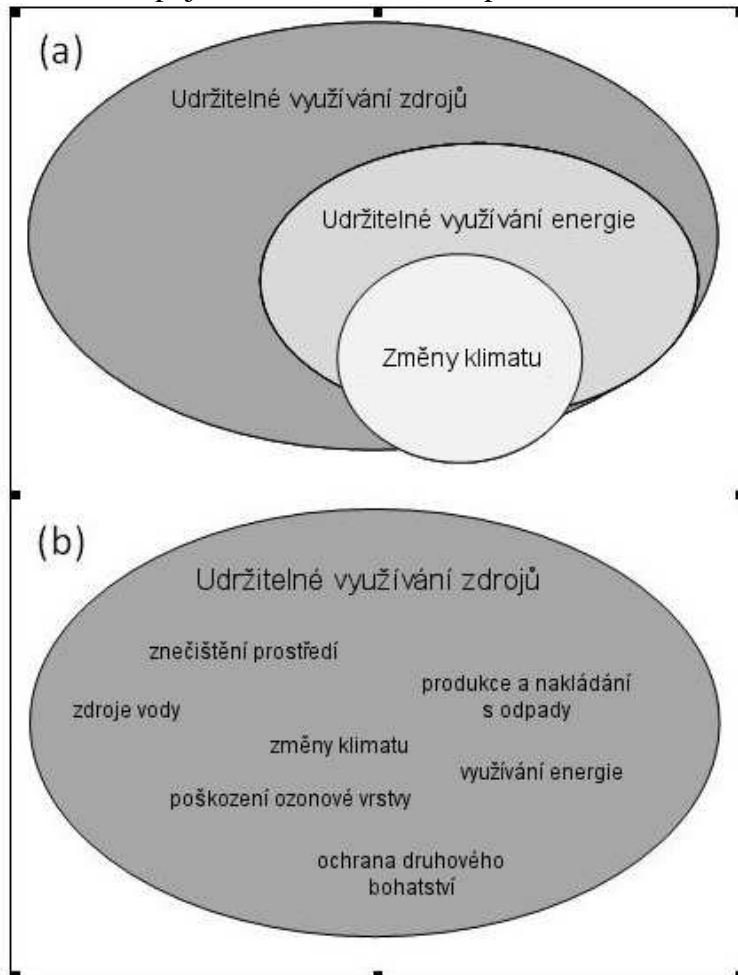 (a)
Udržitelné využívání zdrojů
Udržitelné využívání energie
Změny klimatu
(b)
Udržitelné využívání zdrojů
znečištění prostředí
produkce a nakládání
s odpady
zdroje vody
změny klimatu
využívání energie
poškození ozonové vrstvy
ochrana druhového
bohatství